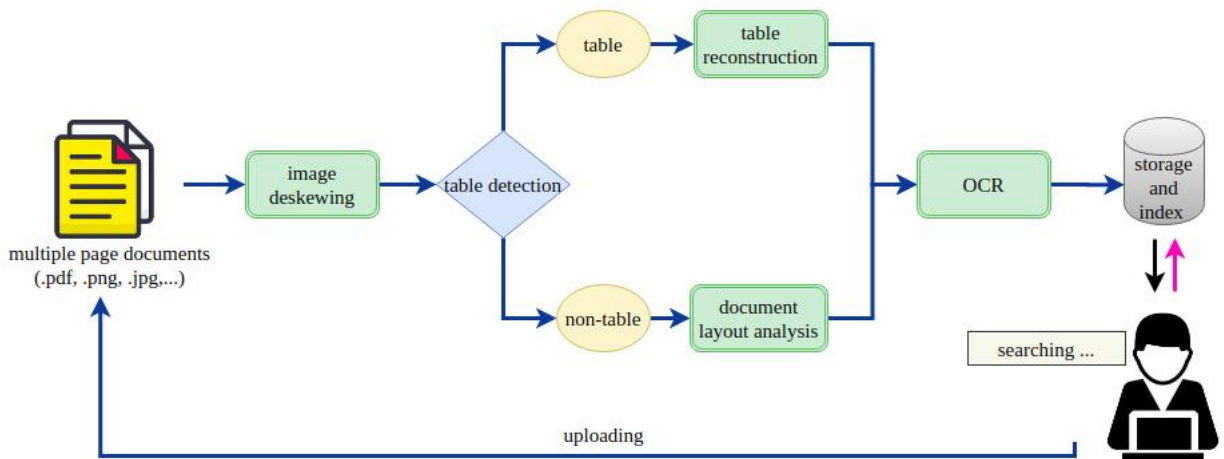 multiple page documents
(.pdf, .png, .jpg,...)
image
deskewing
table detection
table
table
reconstruction
non-table
document
layout analysis
OCR
storage
and
index
searching ...
uploading